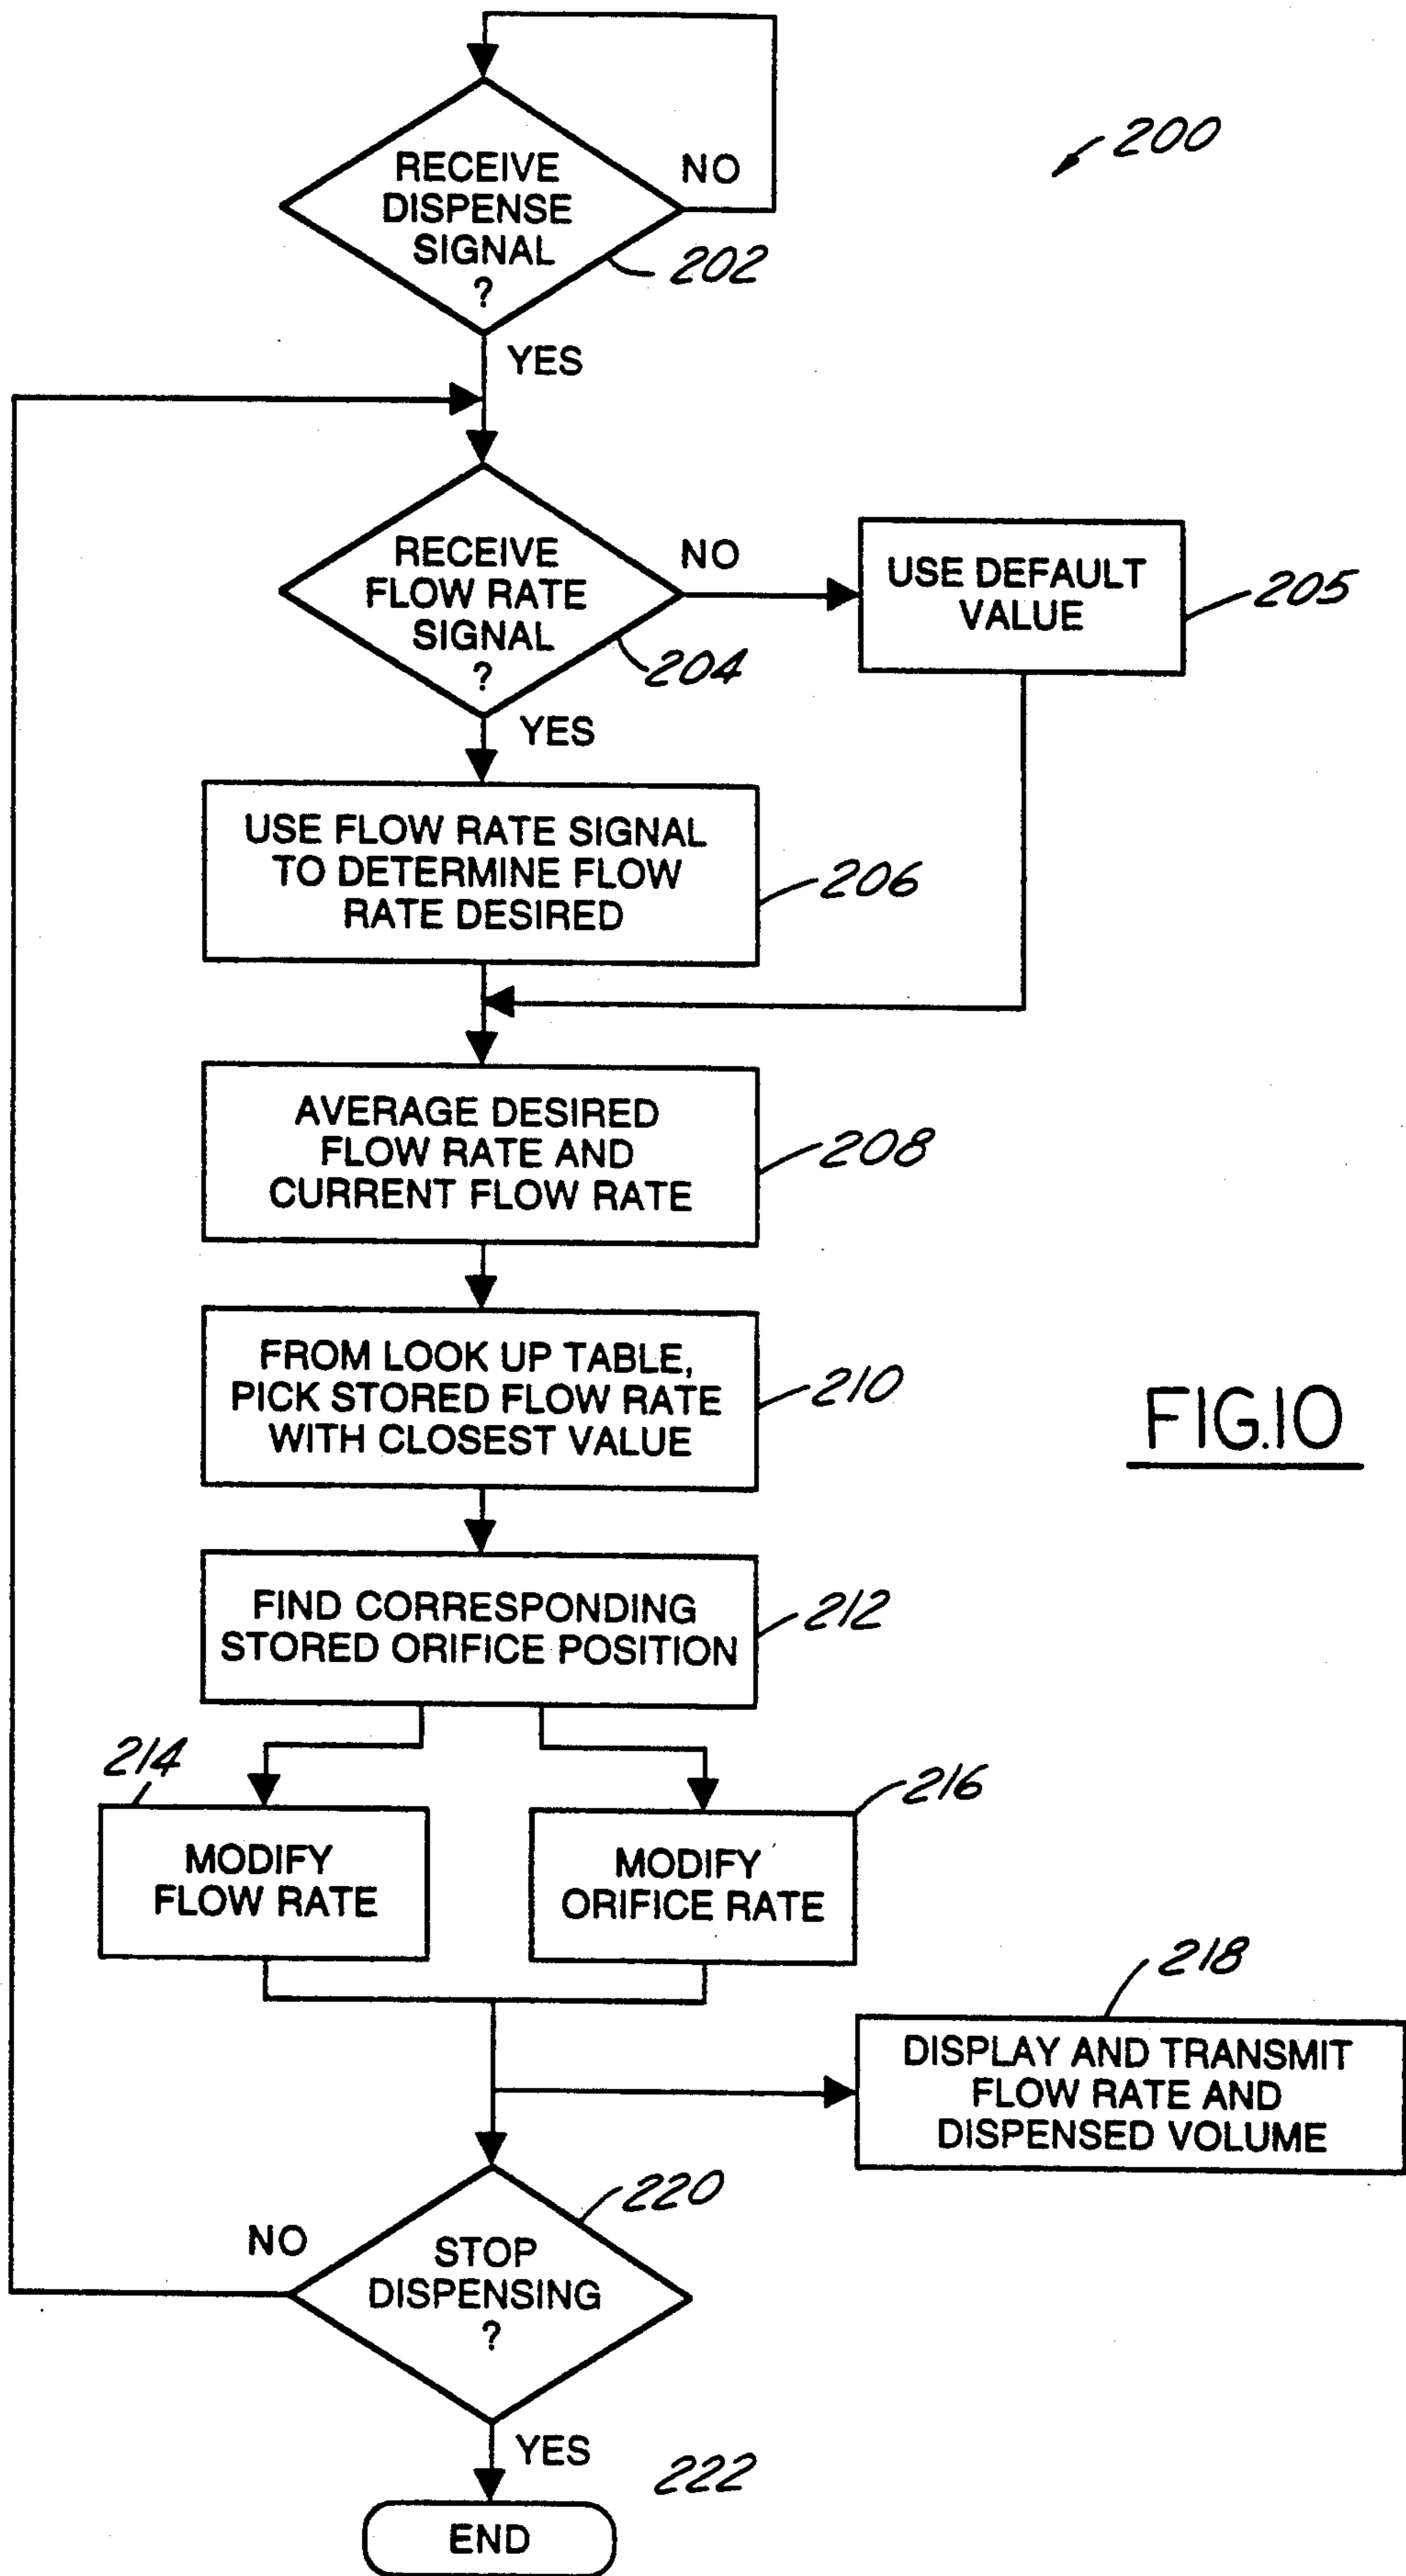 200
RECEIVE
DISPENSE
SIGNAL
?
NO
202
YES
RECEIVE
FLOW RATE
SIGNAL
?
NO
204
USE DEFAULT
VALUE
205
YES
USE FLOW RATE SIGNAL
TO DETERMINE FLOW
RATE DESIRED
206
AVERAGE DESIRED
FLOW RATE AND
CURRENT FLOW RATE
208
FROM LOOK UP TABLE,
PICK STORED FLOW RATE
WITH CLOSEST VALUE
210
FIG.10
FIND CORRESPONDING
STORED ORIFICE POSITION
212
214
MODIFY
FLOW RATE
216
MODIFY
ORIFICE RATE
218
DISPLAY AND TRANSMIT
FLOW RATE AND
DISPENSED VOLUME
220
NO
STOP
DISPENSING
?
YES
222
END